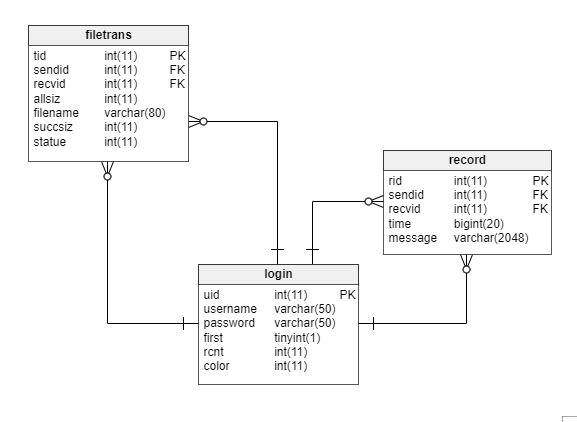 filetrans
tid int(11) PK
sendid int(11) FK
recvid int(11) FK
allsiz int(11)
filename varchar(80)
succsiz int(11)
statue int(11)
record
rid int(11) PK
sendid int(11) FK
recvid int(11) FK
time bigint(20)
message varchar(2048)
login
uid int(11) PK
username varchar(50)
password varchar(50)
first tinyint(1)
rcnt int(11)
color int(11)